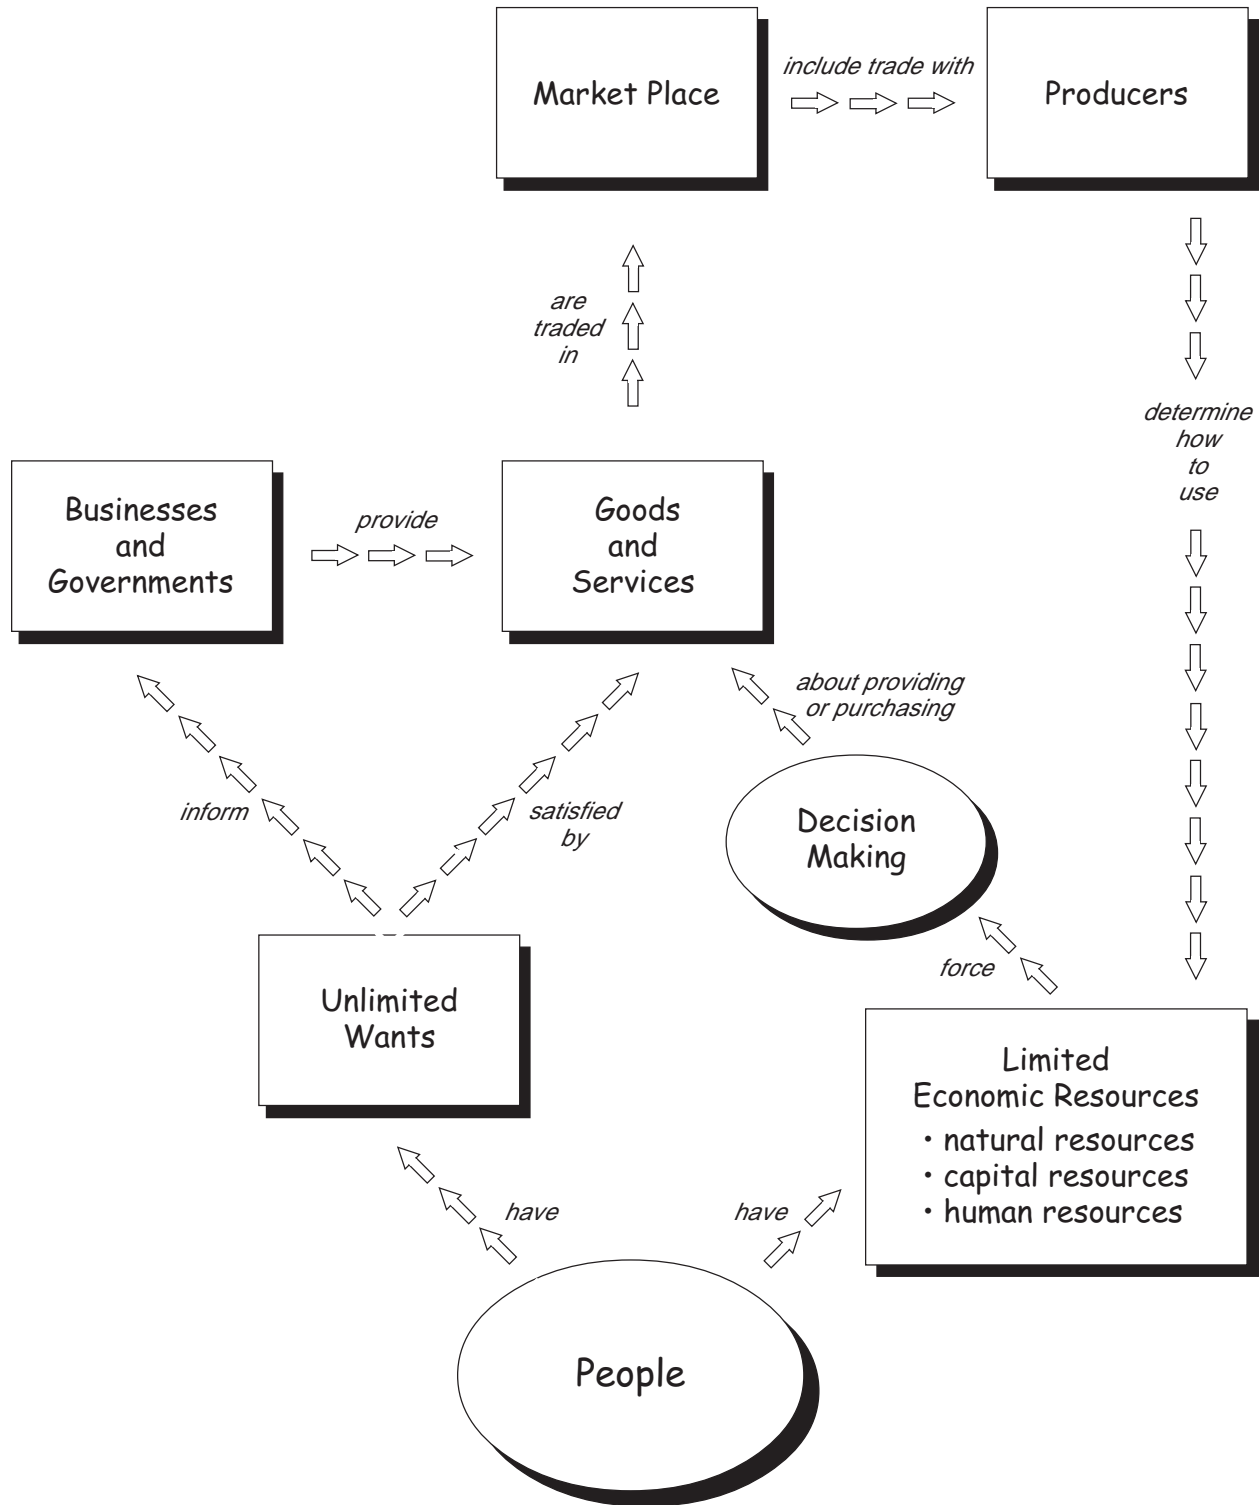 Market Place
include trade with
Producers
are
traded
in
determine
how
to
use
Businesses
and
Governments
provide
Goods
and
Services
about providing
or purchasing
inform
satisfied
by
Decision
Making
force
Unlimited
Wants
Limited
Economic Resources
• natural resources
• capital resources
• human resources
have
have
People